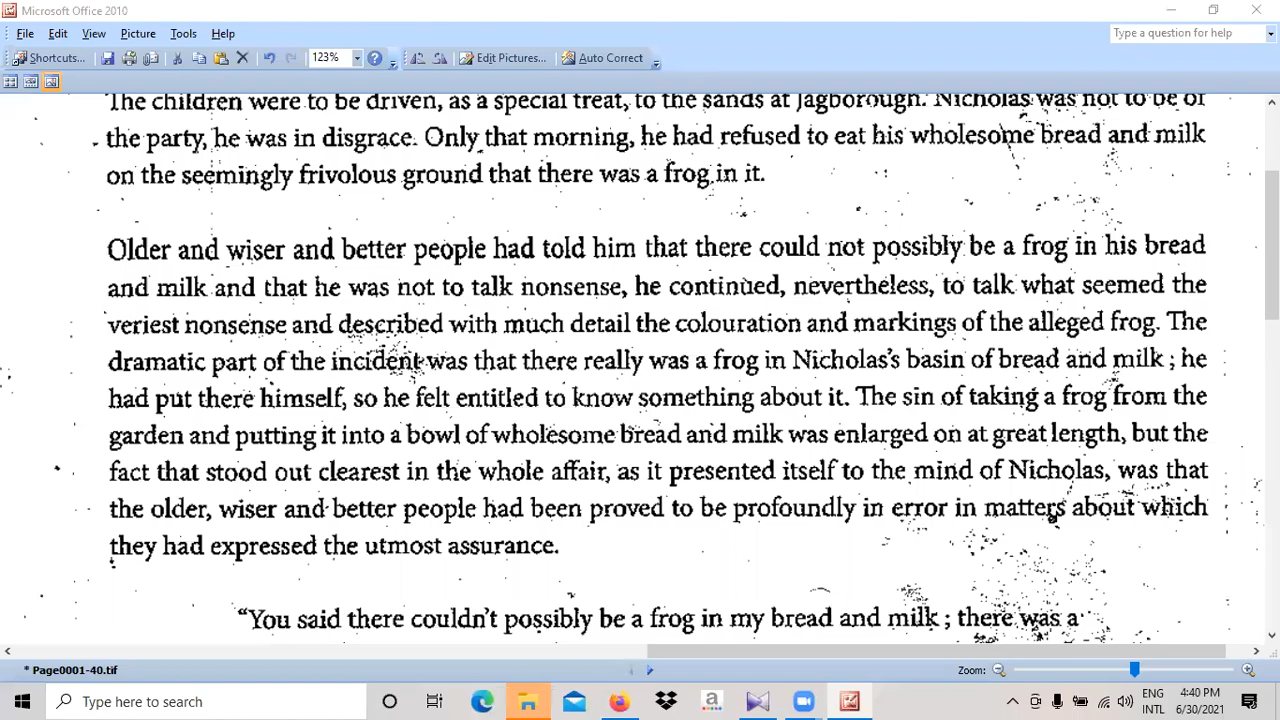 Microsoft Office 2010
File Edit View Picture Tools Help
Type a question for help
Shortcuts... 123% Edit Pictures... Auto Correct
The children were to be driven, as a special treat, to the sands at Jagborough. Nicholas was not to be of
the party, he was in disgrace. Only that morning, he had refused to eat his wholesome bread and milk
on the seemingly frivolous ground that there was a frog in it.
Older and wiser and better people had told him that there could not possibly be a frog in his bread
and milk and that he was not to talk nonsense, he continued, nevertheless, to talk what seemed the
veriest nonsense and described with much detail the colouration and markings of the alleged frog. The
dramatic part of the incident was that there really was a frog in Nicholas's basin of bread and milk ; he
had put there himself, so he felt entitled to know something about it. The sin of taking a frog from the
garden and putting it into a bowl of wholesome bread and milk was enlarged on at great length, but the
fact that stood out clearest in the whole affair, as it presented itself to the mind of Nicholas, was that
the older, wiser and better people had been proved to be profoundly in error in matters about which
they had expressed the utmost assurance.
“You said there couldn't possibly be a frog in my bread and milk ; there was a
* Page0001-40.tif Zoom:
Type here to search
ENG 4:40 PM
INTL 6/30/2021